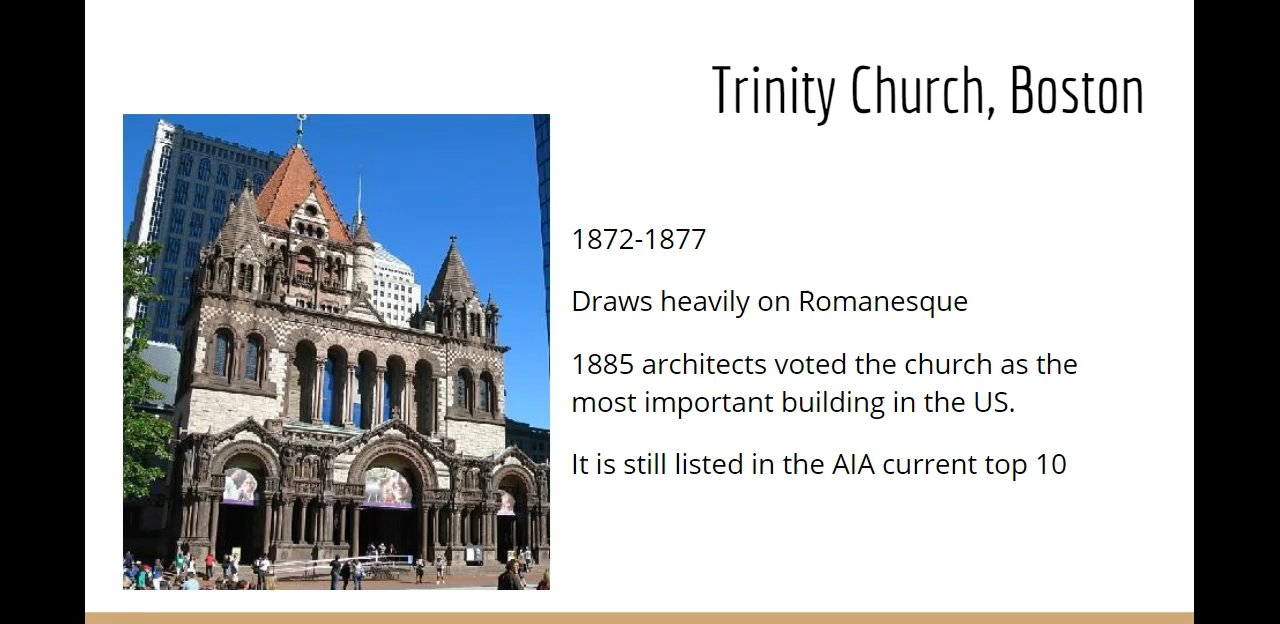 Trinity Church, Boston
1872-1877
Draws heavily on Romanesque
1885 architects voted the church as the
most important building in the US.
It is still listed in the AIA current top 10